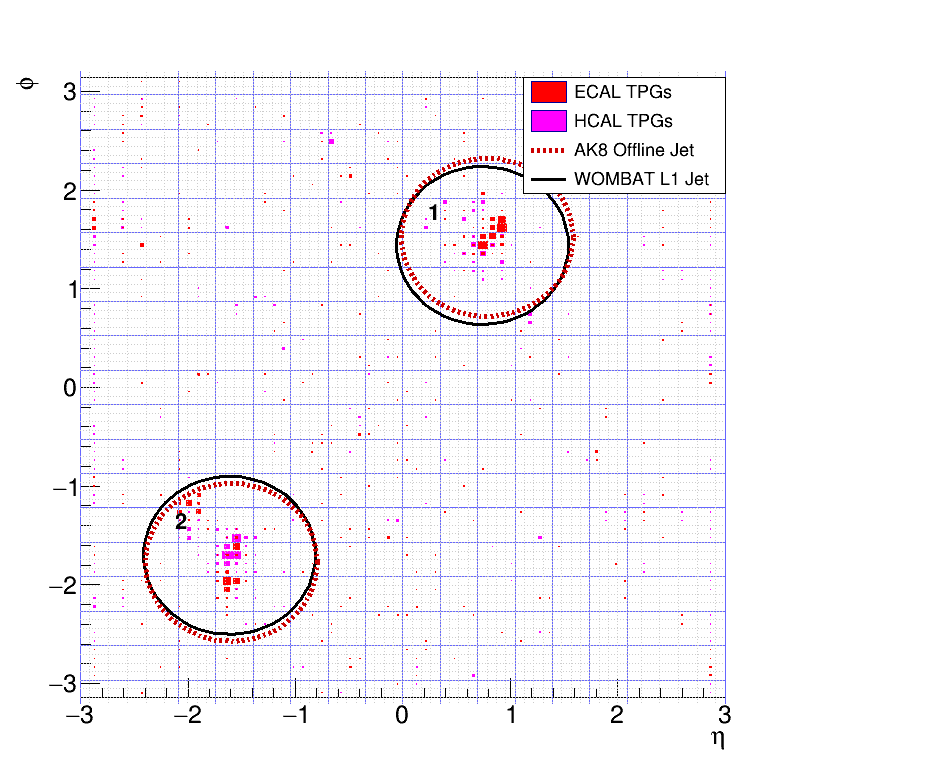 ϕ
3
ECAL TPGs
HCAL TPGs
AK8 Offline Jet
WOMBAT L1 Jet
2
1
1
0
−1
2
−2
−3
−3 −2 −1 0 1 2 3
η